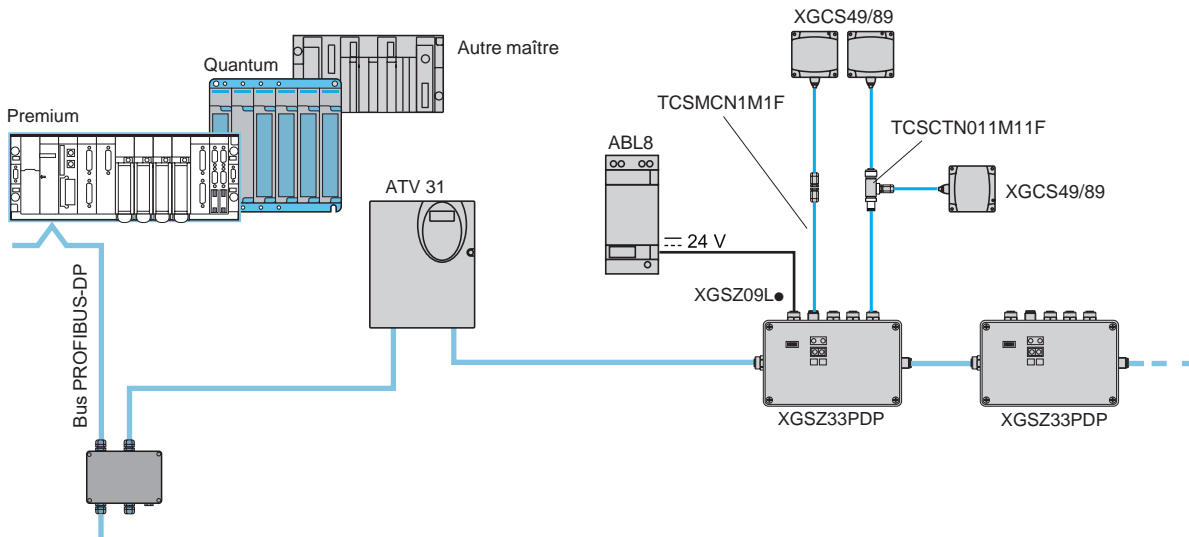 XGCS49/89
Autre maître
Quantum
Premium
TCSMCN1M1F
TCSCTN011M11F
ABL8
ATV 31
XGCS49/89
24 V
XGSZ09L●
Bus PROFIBUS-DP
XGSZ33PDP
XGSZ33PDP